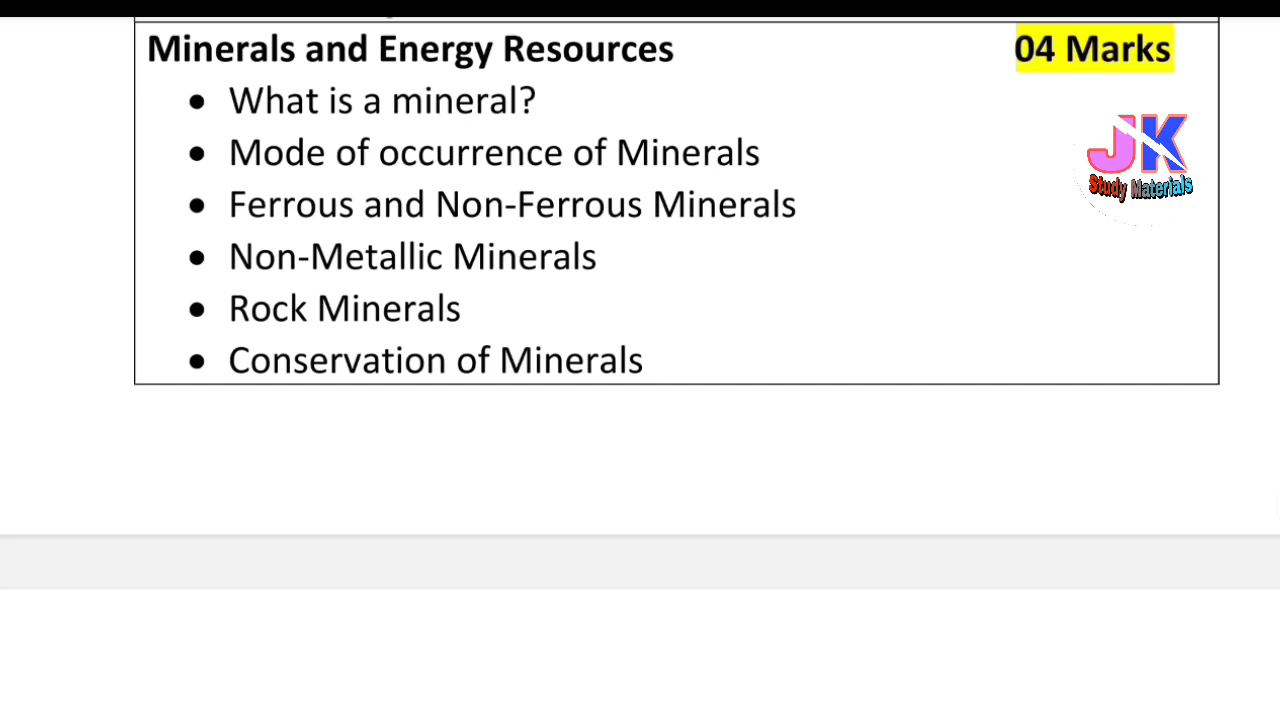 Minerals and Energy Resources 04 Marks
• What is a mineral?
• Mode of occurrence of Minerals
• Ferrous and Non-Ferrous Minerals
• Non-Metallic Minerals
• Rock Minerals
• Conservation of Minerals
JK
Study Materials